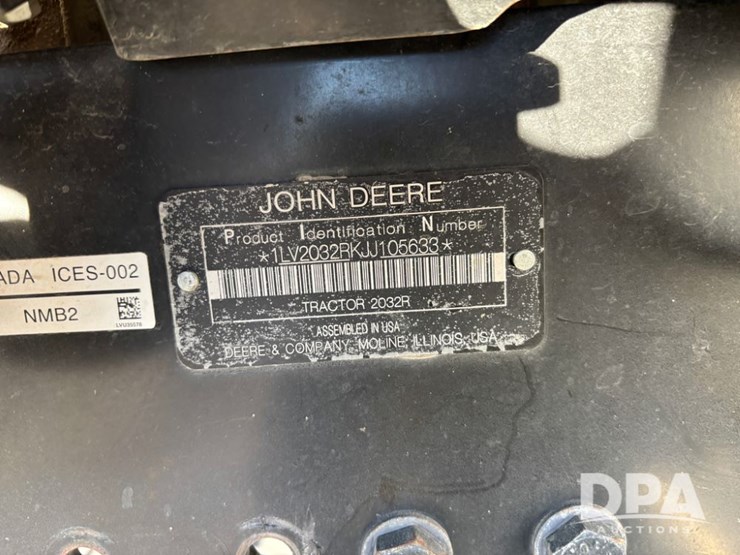 JOHN DEERE
Product Identification Number
*1LV2032RKJJ105633*
TRACTOR 2032R
ASSEMBLED IN USA
DEERE & COMPANY MOLINE, ILLINOIS, USA
ADA ICES-002
NMB2
DPA
AUCTIONS